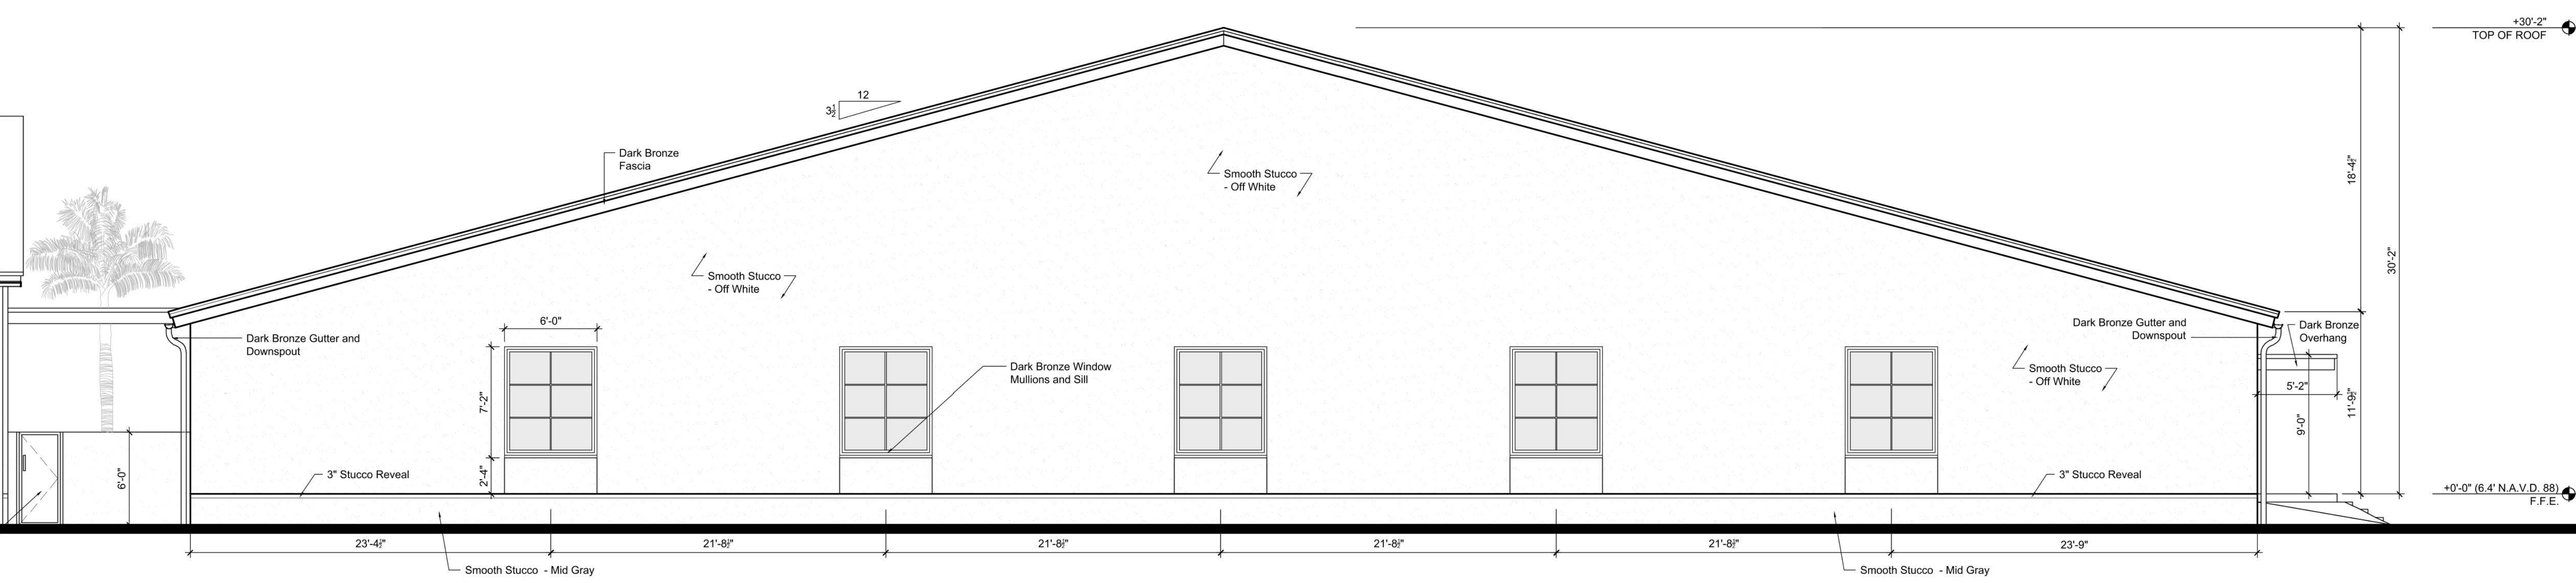 +30'-2"
TOP OF ROOF
12
3½
Dark Bronze
Fascia
18'-4½"
Smooth Stucco
- Off White
30'-2"
Smooth Stucco
- Off White
6'-0"
Dark Bronze Gutter and
Downspout
Dark Bronze Gutter and
Downspout
Dark Bronze
Overhang
Dark Bronze Window
Mullions and Sill
Smooth Stucco
- Off White
5'-2"
7'-2"
11'-9½"
9'-0"
6'-0"
2'-4"
3" Stucco Reveal
3" Stucco Reveal
+0'-0" (6.4' N.A.V.D. 88)
F.F.E.
23'-4½"
21'-8½"
21'-8½"
21'-8½"
21'-8½"
23'-9"
Smooth Stucco - Mid Gray
Smooth Stucco - Mid Gray